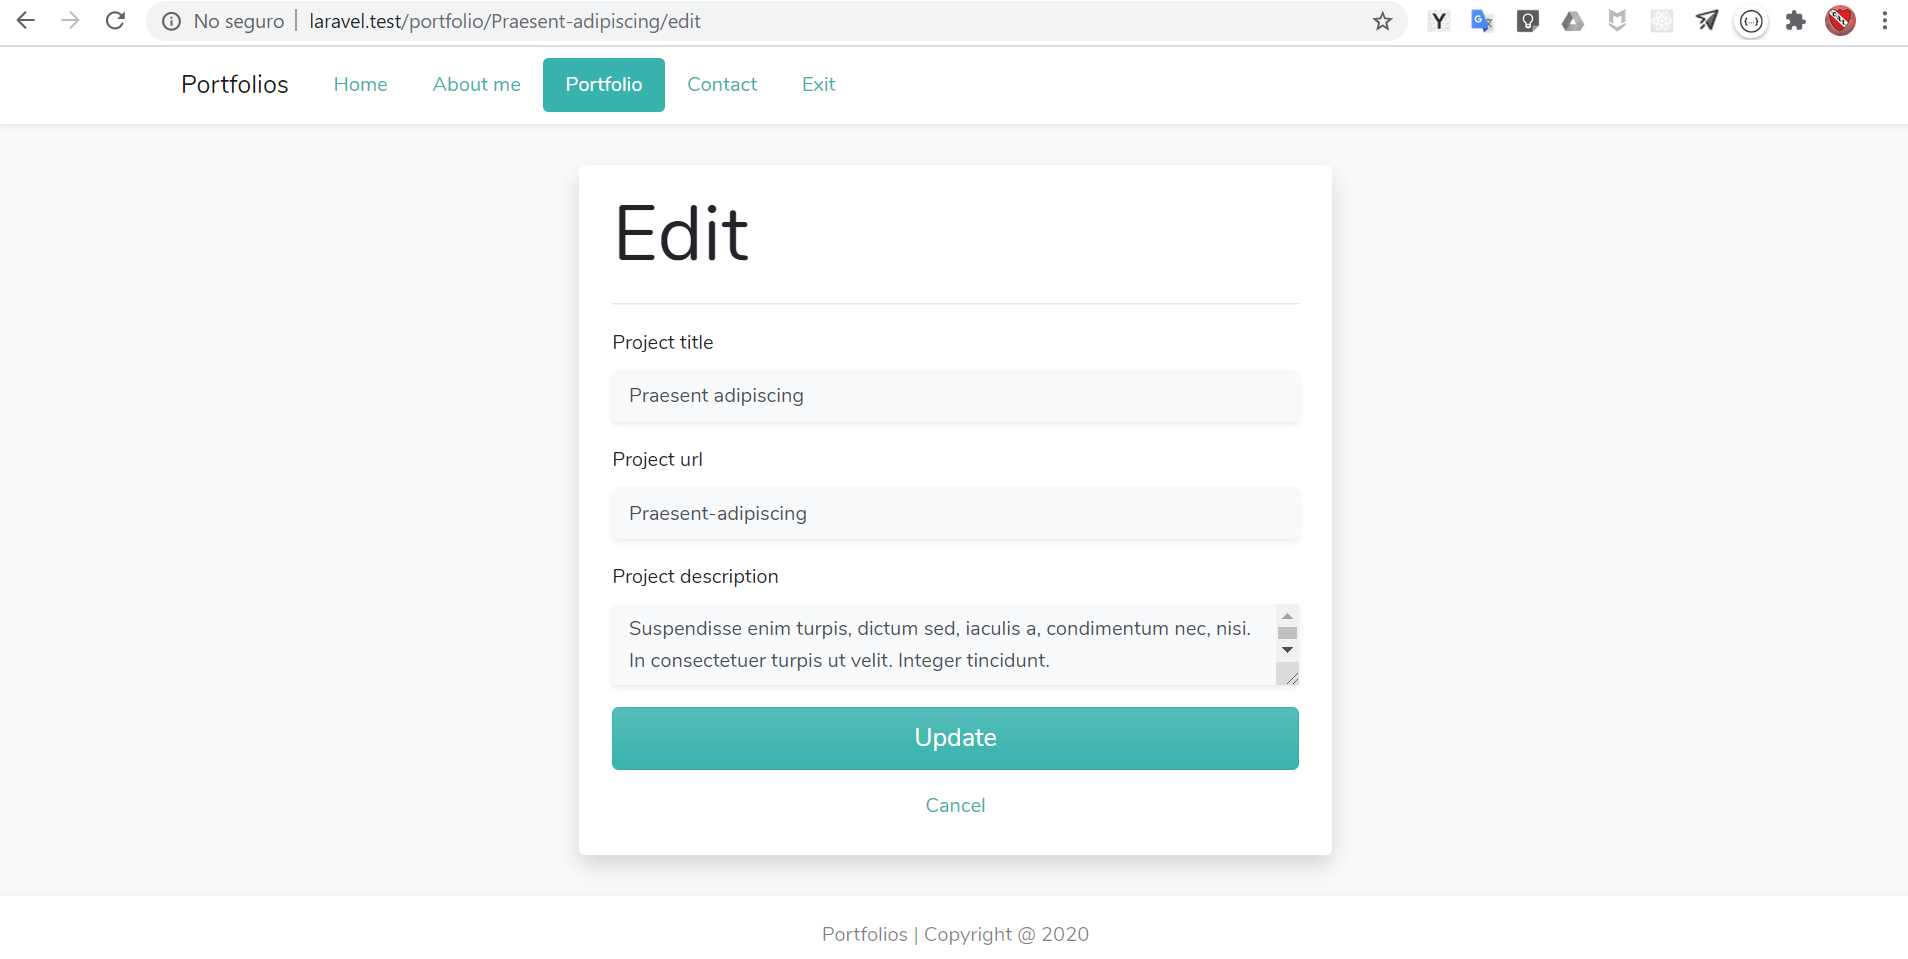 No seguro | laravel.test/portfolio/Praesent-adipiscing/edit
Portfolios Home About me Portfolio Contact Exit
Edit
Project title
Praesent adipiscing
Project url
Praesent-adipiscing
Project description
Suspendisse enim turpis, dictum sed, iaculis a, condimentum nec, nisi.
In consectetuer turpis ut velit. Integer tincidunt.
Update
Cancel
Portfolios | Copyright @ 2020